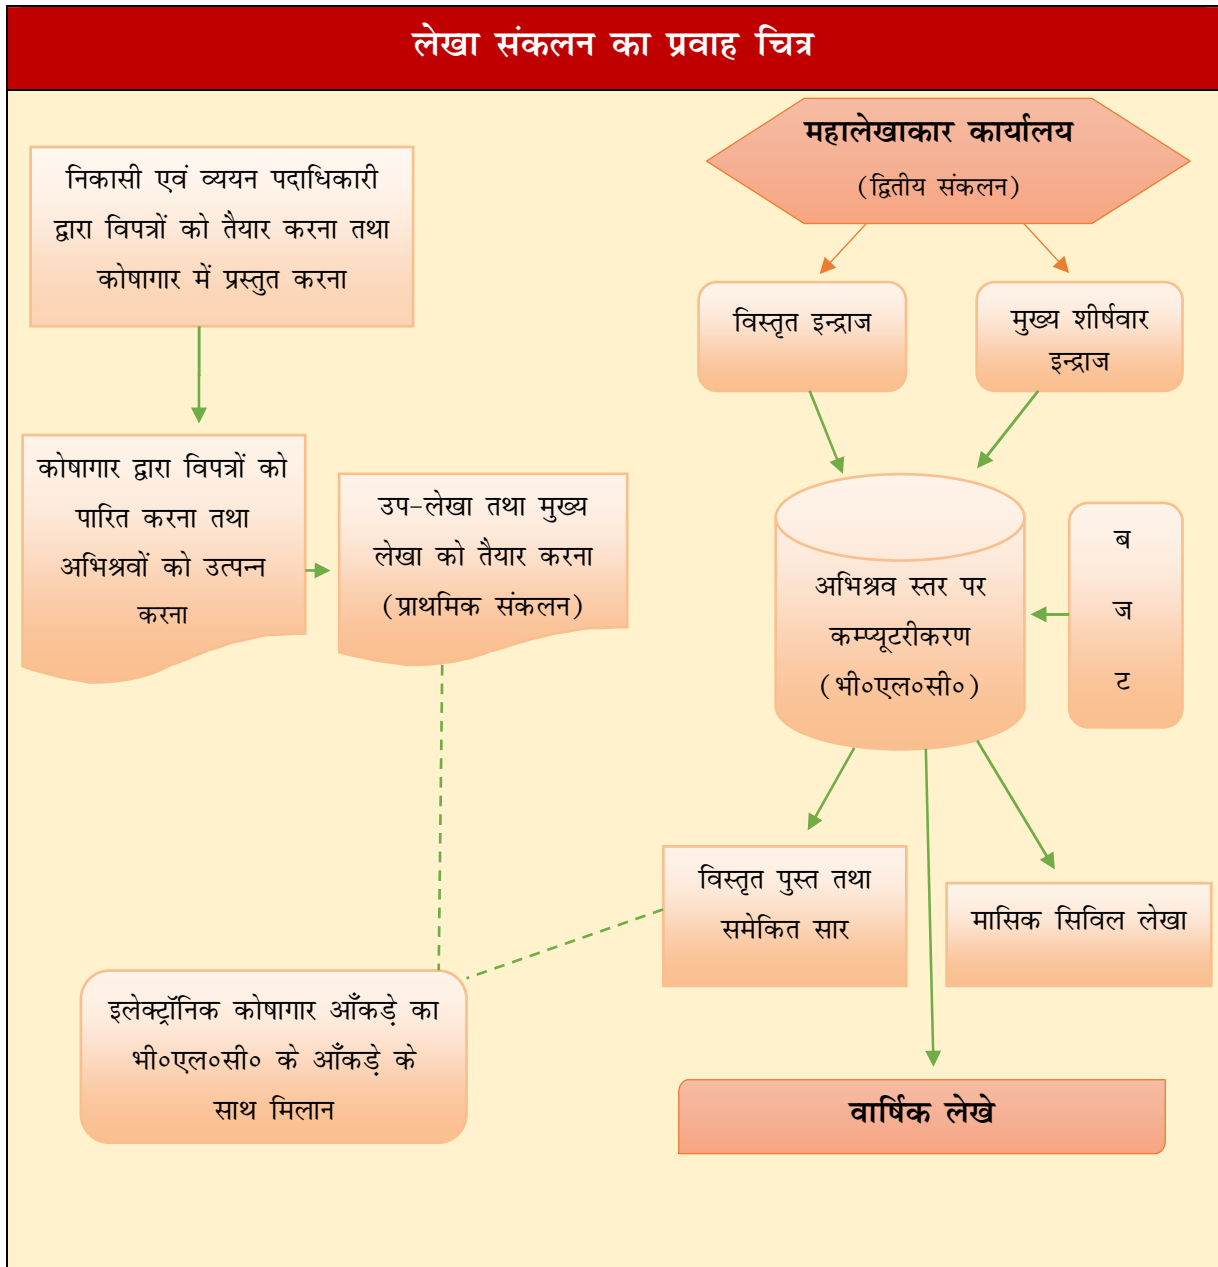 लेखा संकलन का प्रवाह चित्र
निकासी एवं व्ययन पदाधिकारी
द्वारा विपत्रों को तैयार करना तथा
कोषागार में प्रस्तुत करना
कोषागार द्वारा विपत्रों को
पारित करना तथा
अभिश्रवों को उत्पन्न
करना
उप-लेखा तथा मुख्य
लेखा को तैयार करना
(प्राथमिक संकलन)
महालेखाकार कार्यालय
(द्वितीय संकलन)
विस्तृत इन्द्राज
मुख्य शीर्षवार
इन्द्राज
अभिश्रव स्तर पर
कम्प्यूटरीकरण
(भी०एल०सी०)
ब
ज
ट
विस्तृत पुस्त तथा
समेकित सार
मासिक सिविल लेखा
इलेक्ट्रॉनिक कोषागार आँकड़े का
भी०एल०सी० के आँकड़े के
साथ मिलान
वार्षिक लेखे